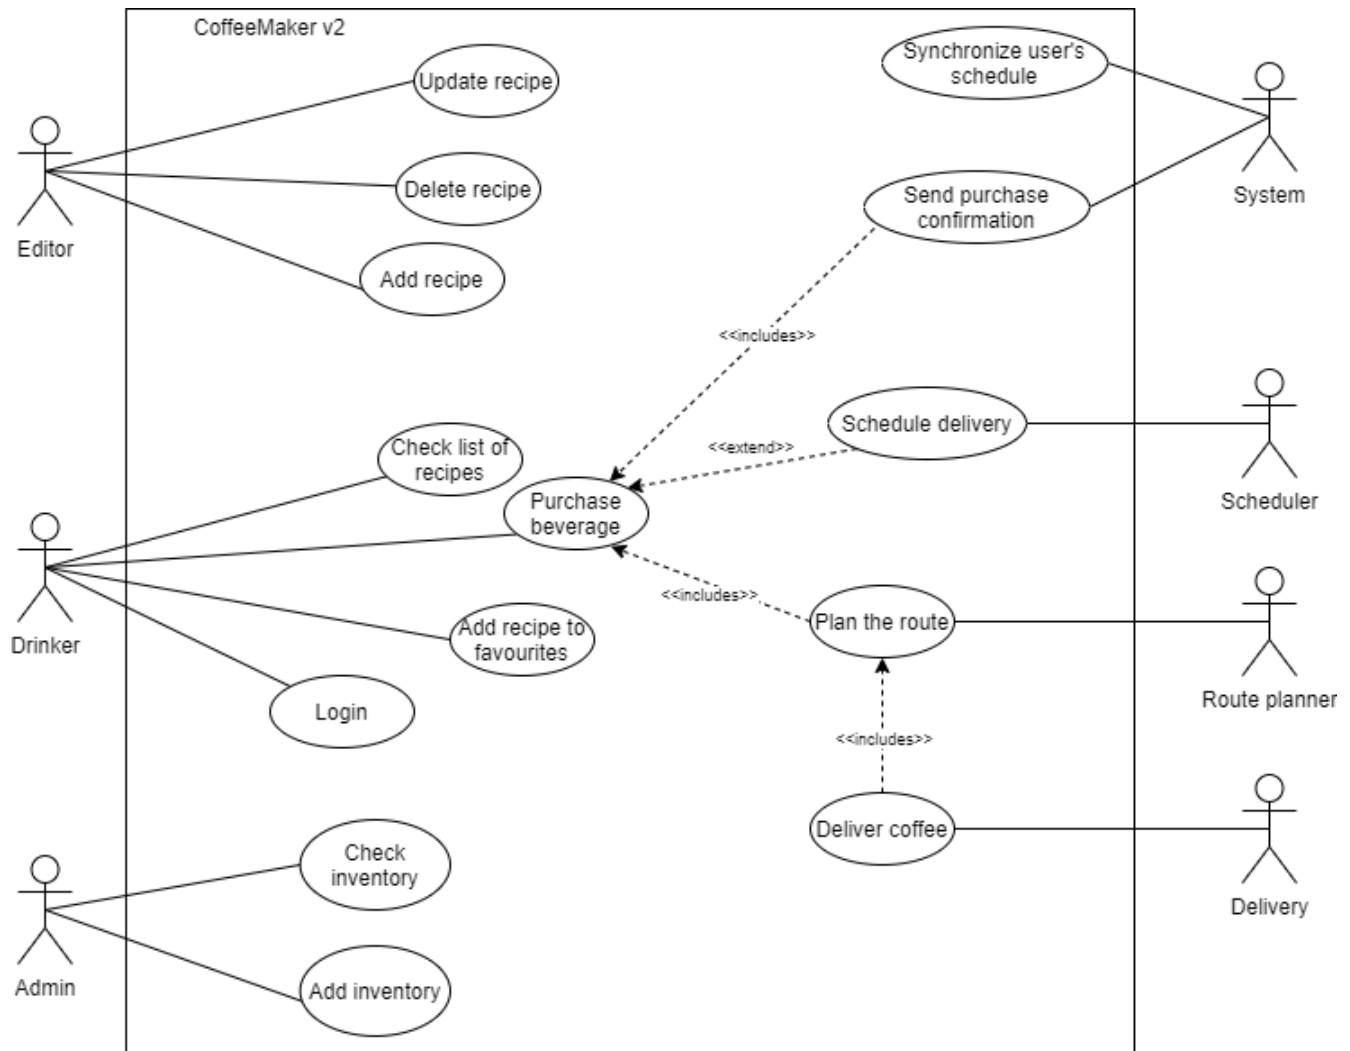 CoffeeMaker v2
Update recipe
Delete recipe
Add recipe
Editor
Synchronize user's
schedule
Send purchase
confirmation
System
<<includes>>
Schedule delivery
<<extend>>
Scheduler
Check list of
recipes
Purchase
beverage
Drinker
<<includes>>
Plan the route
Route planner
Add recipe to
favourites
Login
<<includes>>
Deliver coffee
Delivery
Check
inventory
Add inventory
Admin